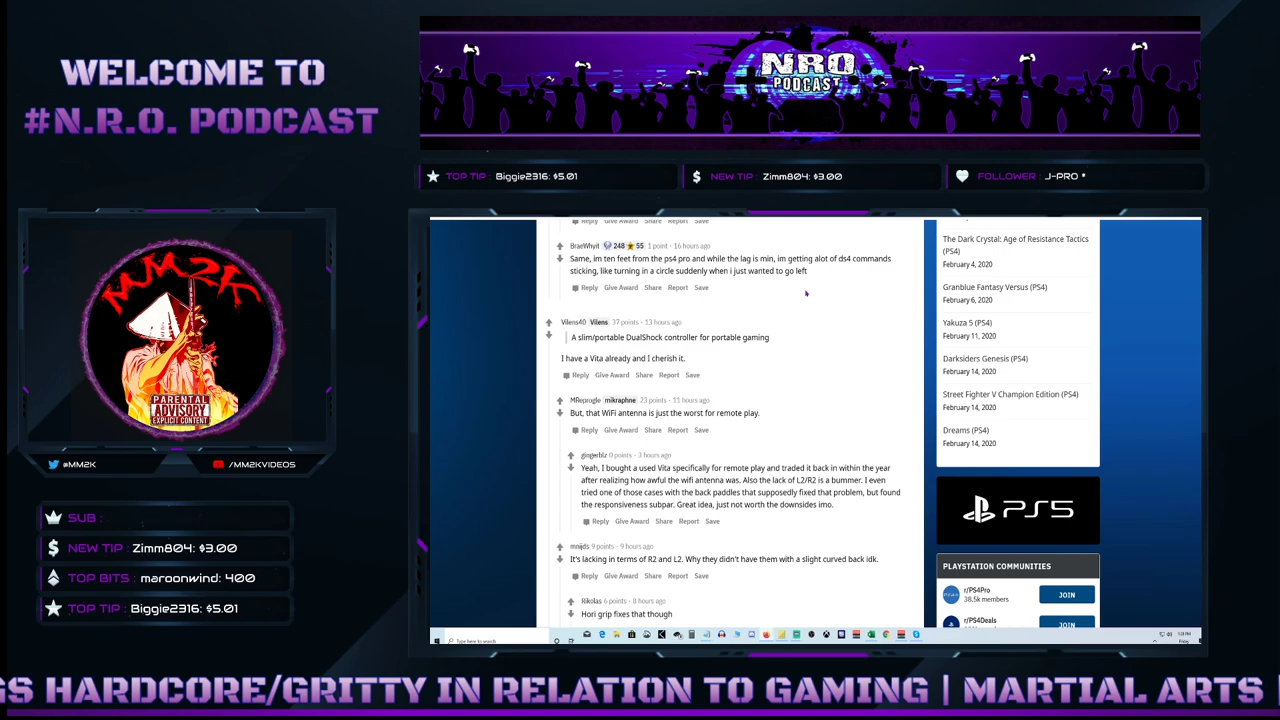 WELCOME TO
#N.R.O. PODCAST
NRO
PODCAST
TOP TIP : Biggie2316: $5.01
NEW TIP : Zimm804: $3.00
FOLLOWER : J-PRO *
MM2K
PARENTAL
ADVISORY
EXPLICIT CONTENT
@MM2K
/MM2KVIDEOS
SUB :
NEW TIP : Zimm804: $3.00
TOP BITS : maroonwind: 400
TOP TIP : Biggie2316: $5.01
Reply Give Award Share Report Save
BraeWhyit 248 55 1 point · 16 hours ago
Same, im ten feet from the ps4 pro and while the lag is min, im getting alot of ds4 commands
sticking, like turning in a circle suddenly when i just wanted to go left
Reply Give Award Share Report Save
Vilens40 Vilens 37 points · 13 hours ago
A slim/portable DualShock controller for portable gaming
I have a Vita already and I cherish it.
Reply Give Award Share Report Save
MReprogle mikraphne 23 points · 11 hours ago
But, that WiFi antenna is just the worst for remote play.
Reply Give Award Share Report Save
gingerbiz 0 points · 3 hours ago
Yeah, I bought a used Vita specifically for remote play and traded it back in within the year
after realizing how awful the wifi antenna was. Also the lack of L2/R2 is a bummer. I even
tried one of those cases with the back paddles that supposedly fixed that problem, but found
the responsiveness subpar. Great idea, just not worth the downsides imo.
Reply Give Award Share Report Save
mnijds 9 points · 9 hours ago
It's lacking in terms of R2 and L2. Why they didn't have them with a slight curved back idk.
Reply Give Award Share Report Save
Rikolas 6 points · 8 hours ago
Hori grip fixes that though
The Dark Crystal: Age of Resistance Tactics
(PS4)
February 4, 2020
Granblue Fantasy Versus (PS4)
February 6, 2020
Yakuza 5 (PS4)
February 11, 2020
Darksiders Genesis (PS4)
February 14, 2020
Street Fighter V Champion Edition (PS4)
February 14, 2020
Dreams (PS4)
February 14, 2020
PS5
PLAYSTATION COMMUNITIES
r/PS4Pro
38.5k members
JOIN
r/PS4Deals
JOIN
Type here to search
Friday
GS HARDCORE/GRITTY IN RELATION TO GAMING | MARTIAL ARTS